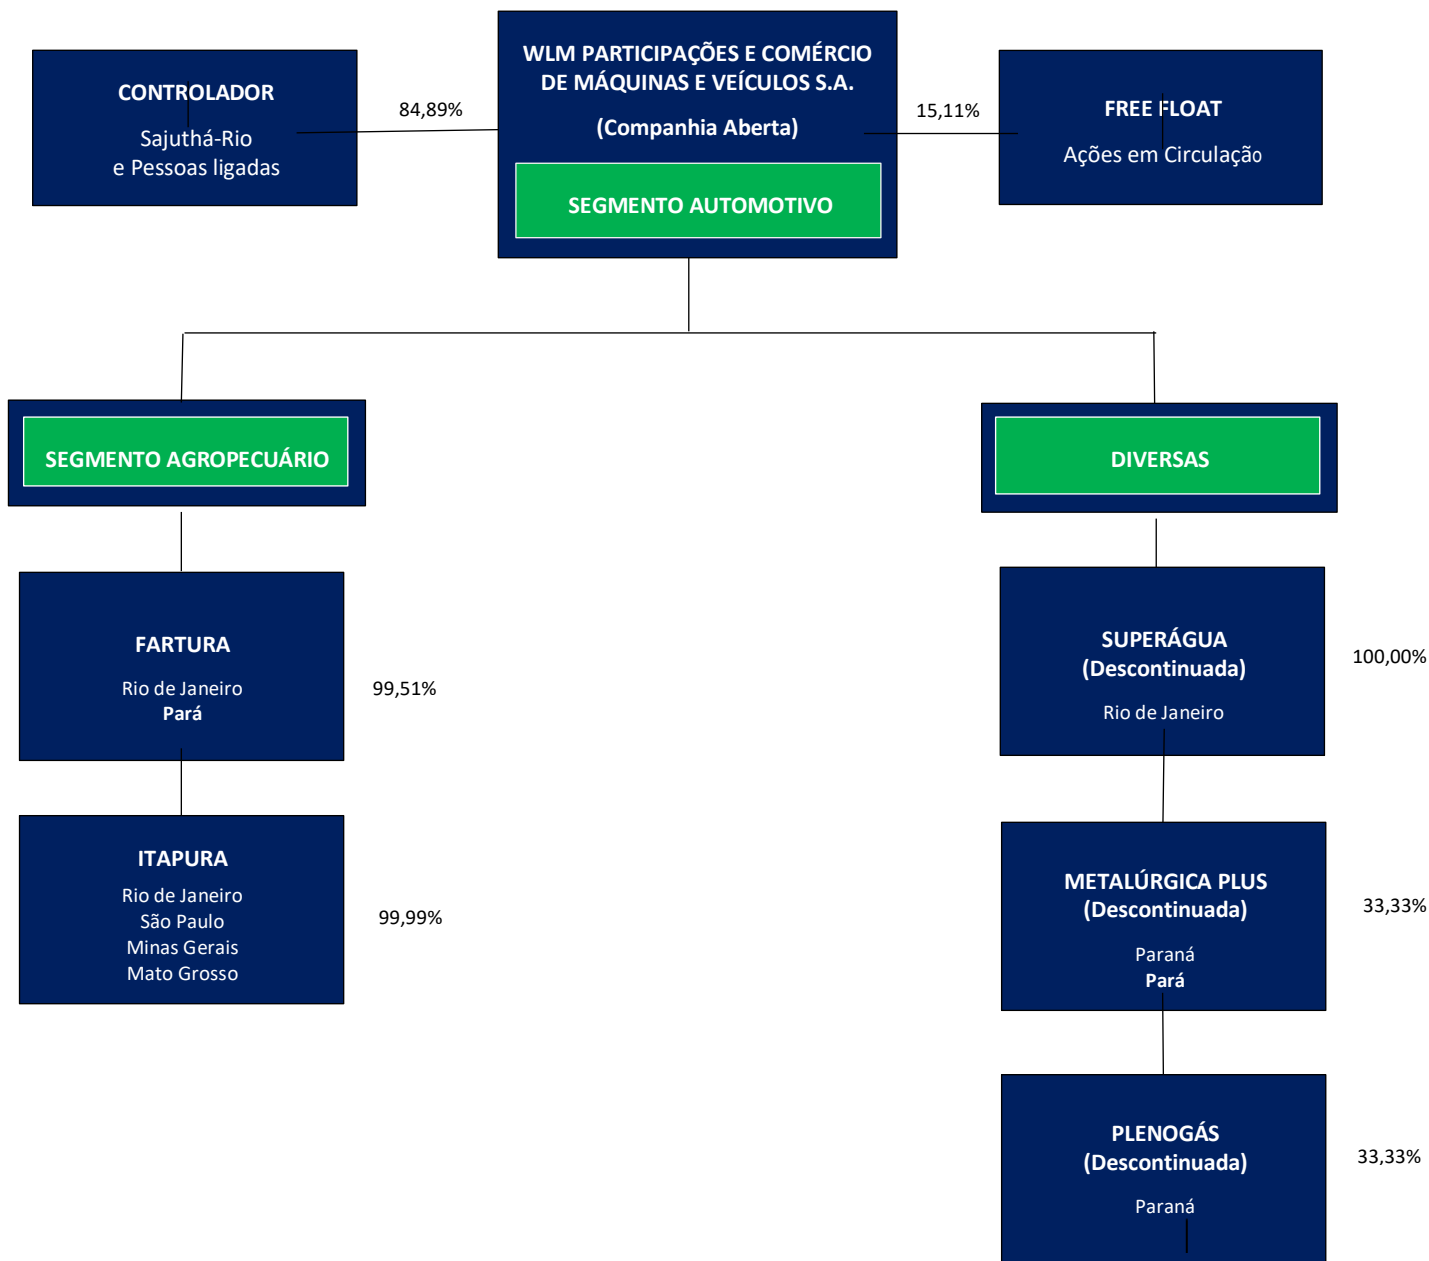 CONTROLADOR
Sajuthá-Rio
e Pessoas ligadas
84,89%
WLM PARTICIPAÇÕES E COMÉRCIO
DE MÁQUINAS E VEÍCULOS S.A.
(Companhia Aberta)
SEGMENTO AUTOMOTIVO
15,11%
FREE FLOAT
Ações em Circulação
SEGMENTO AGROPECUÁRIO
FARTURA
Rio de Janeiro
Pará
99,51%
ITAPURA
Rio de Janeiro
São Paulo
Minas Gerais
Mato Grosso
99,99%
DIVERSAS
SUPERÁGUA
(Descontinuada)
Rio de Janeiro
100,00%
METALÚRGICA PLUS
(Descontinuada)
Paraná
Pará
33,33%
PLENOGÁS
(Descontinuada)
Paraná
33,33%